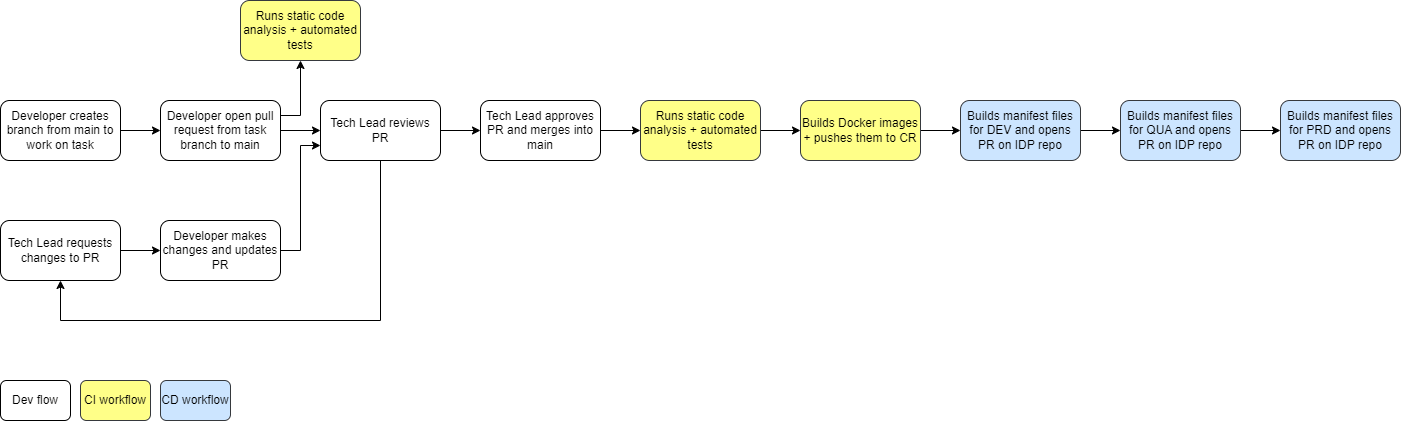 Runs static code
analysis + automated
tests
Developer creates
branch from main to
work on task
Developer open pull
request from task
branch to main
Tech Lead reviews
PR
Tech Lead approves
PR and merges into
main
Runs static code
analysis + automated
tests
Builds Docker images
+ pushes them to CR
Builds manifest files
for DEV and opens
PR on IDP repo
Builds manifest files
for QUA and opens
PR on IDP repo
Builds manifest files
for PRD and opens
PR on IDP repo
Tech Lead requests
changes to PR
Developer makes
changes and updates
PR
Dev flow
CI workflow
CD workflow